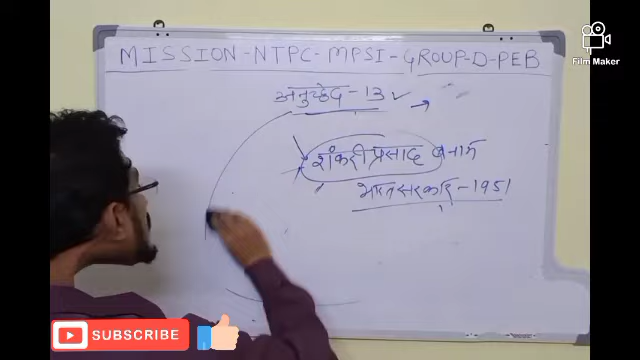 MISSION-NTPC-MPSI-GROUP-D-PEB
Film Maker
अनुच्छेद-13
शंकरी प्रसाद बनाम
भारत सरकार-1951
SUBSCRIBE